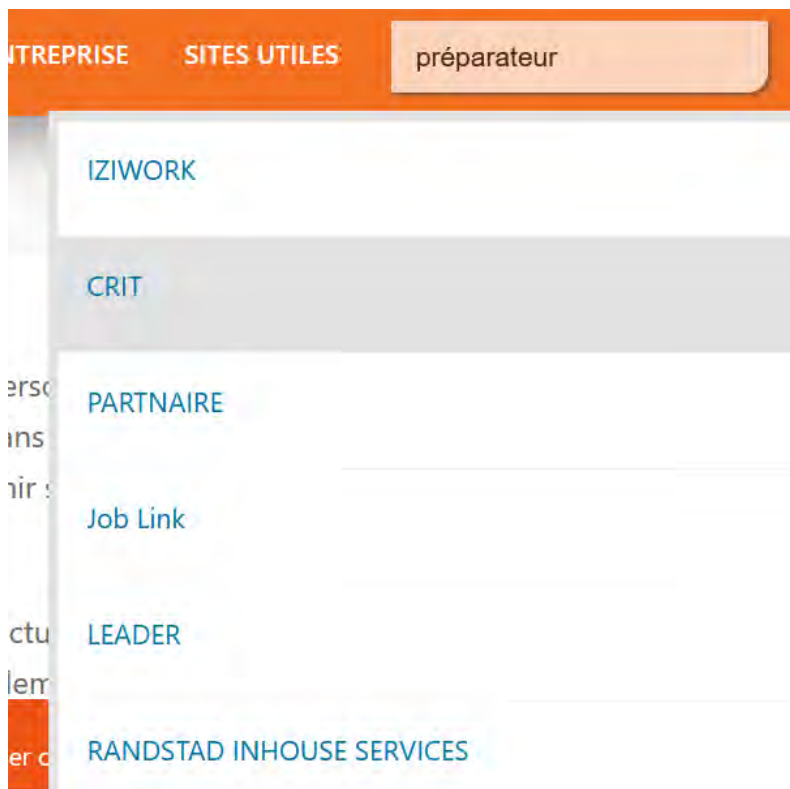 NTREPRISE SITES UTILES préparateur
IZIWORK
CRIT
PARTNAIRE
Job Link
LEADER
RANDSTAD INHOUSE SERVICES